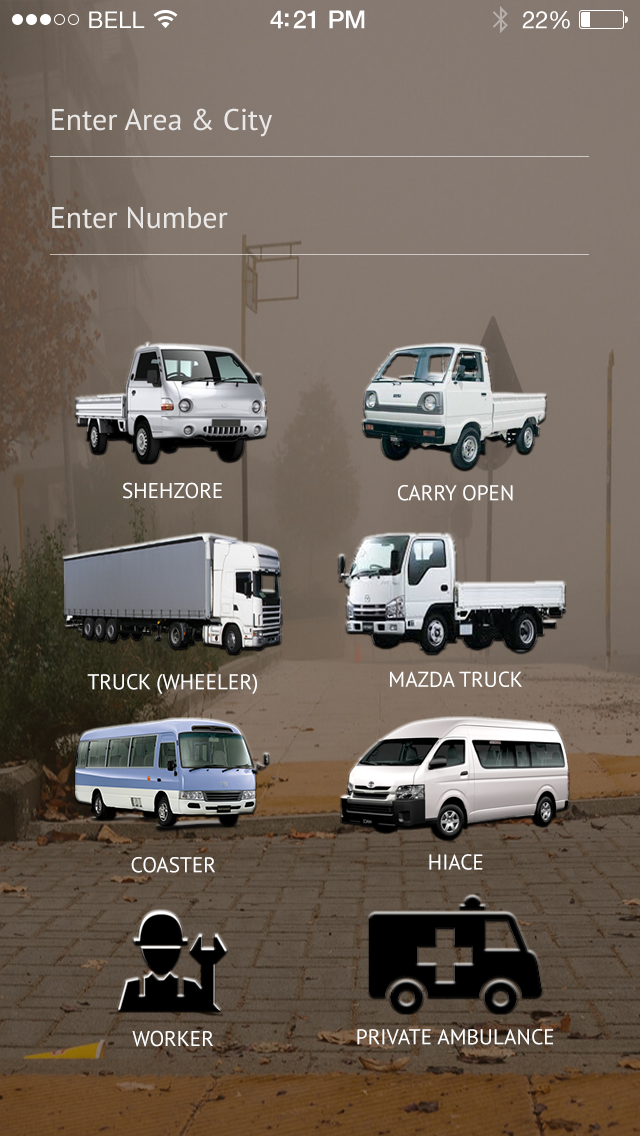 BELL 4:21 PM 22%
Enter Area & City
Enter Number
SHEHZORE
CARRY OPEN
TRUCK (WHEELER)
MAZDA TRUCK
COASTER
HIACE
WORKER
PRIVATE AMBULANCE